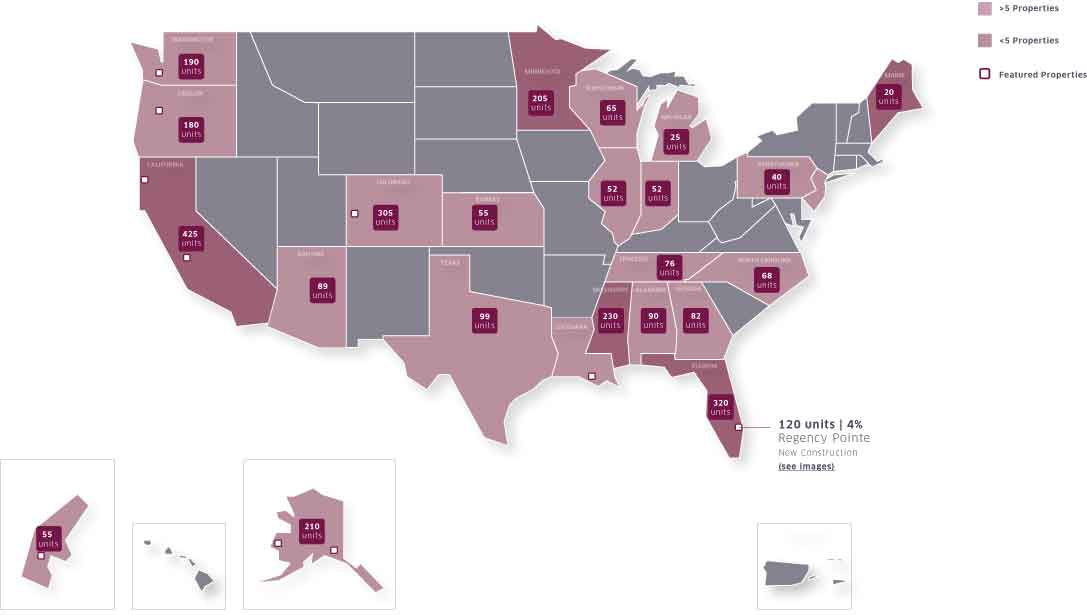 >5 Properties
WASHINGTON
<5 Properties
190
units
MINNESOTA
Featured Properties
MAINE
WISCONSIN
OREGON
205
units
20
units
65
units
MICHIGAN
180
units
25
units
CALIFORNIA
PENNSYLVANIA
40
units
COLORADO
52
units
52
units
KANSAS
305
units
55
units
425
units
ARIZONA
TEXAS
TENNESSEE
76
units
NORTH CAROLINA
68
units
89
units
MISSISSIPPI
ALABAMA
GEORGIA
99
units
230
units
90
units
82
units
LOUISIANA
FLORIDA
320
units
120 units | 4%
Regency Pointe
New Construction
(see images)
55
units
210
units